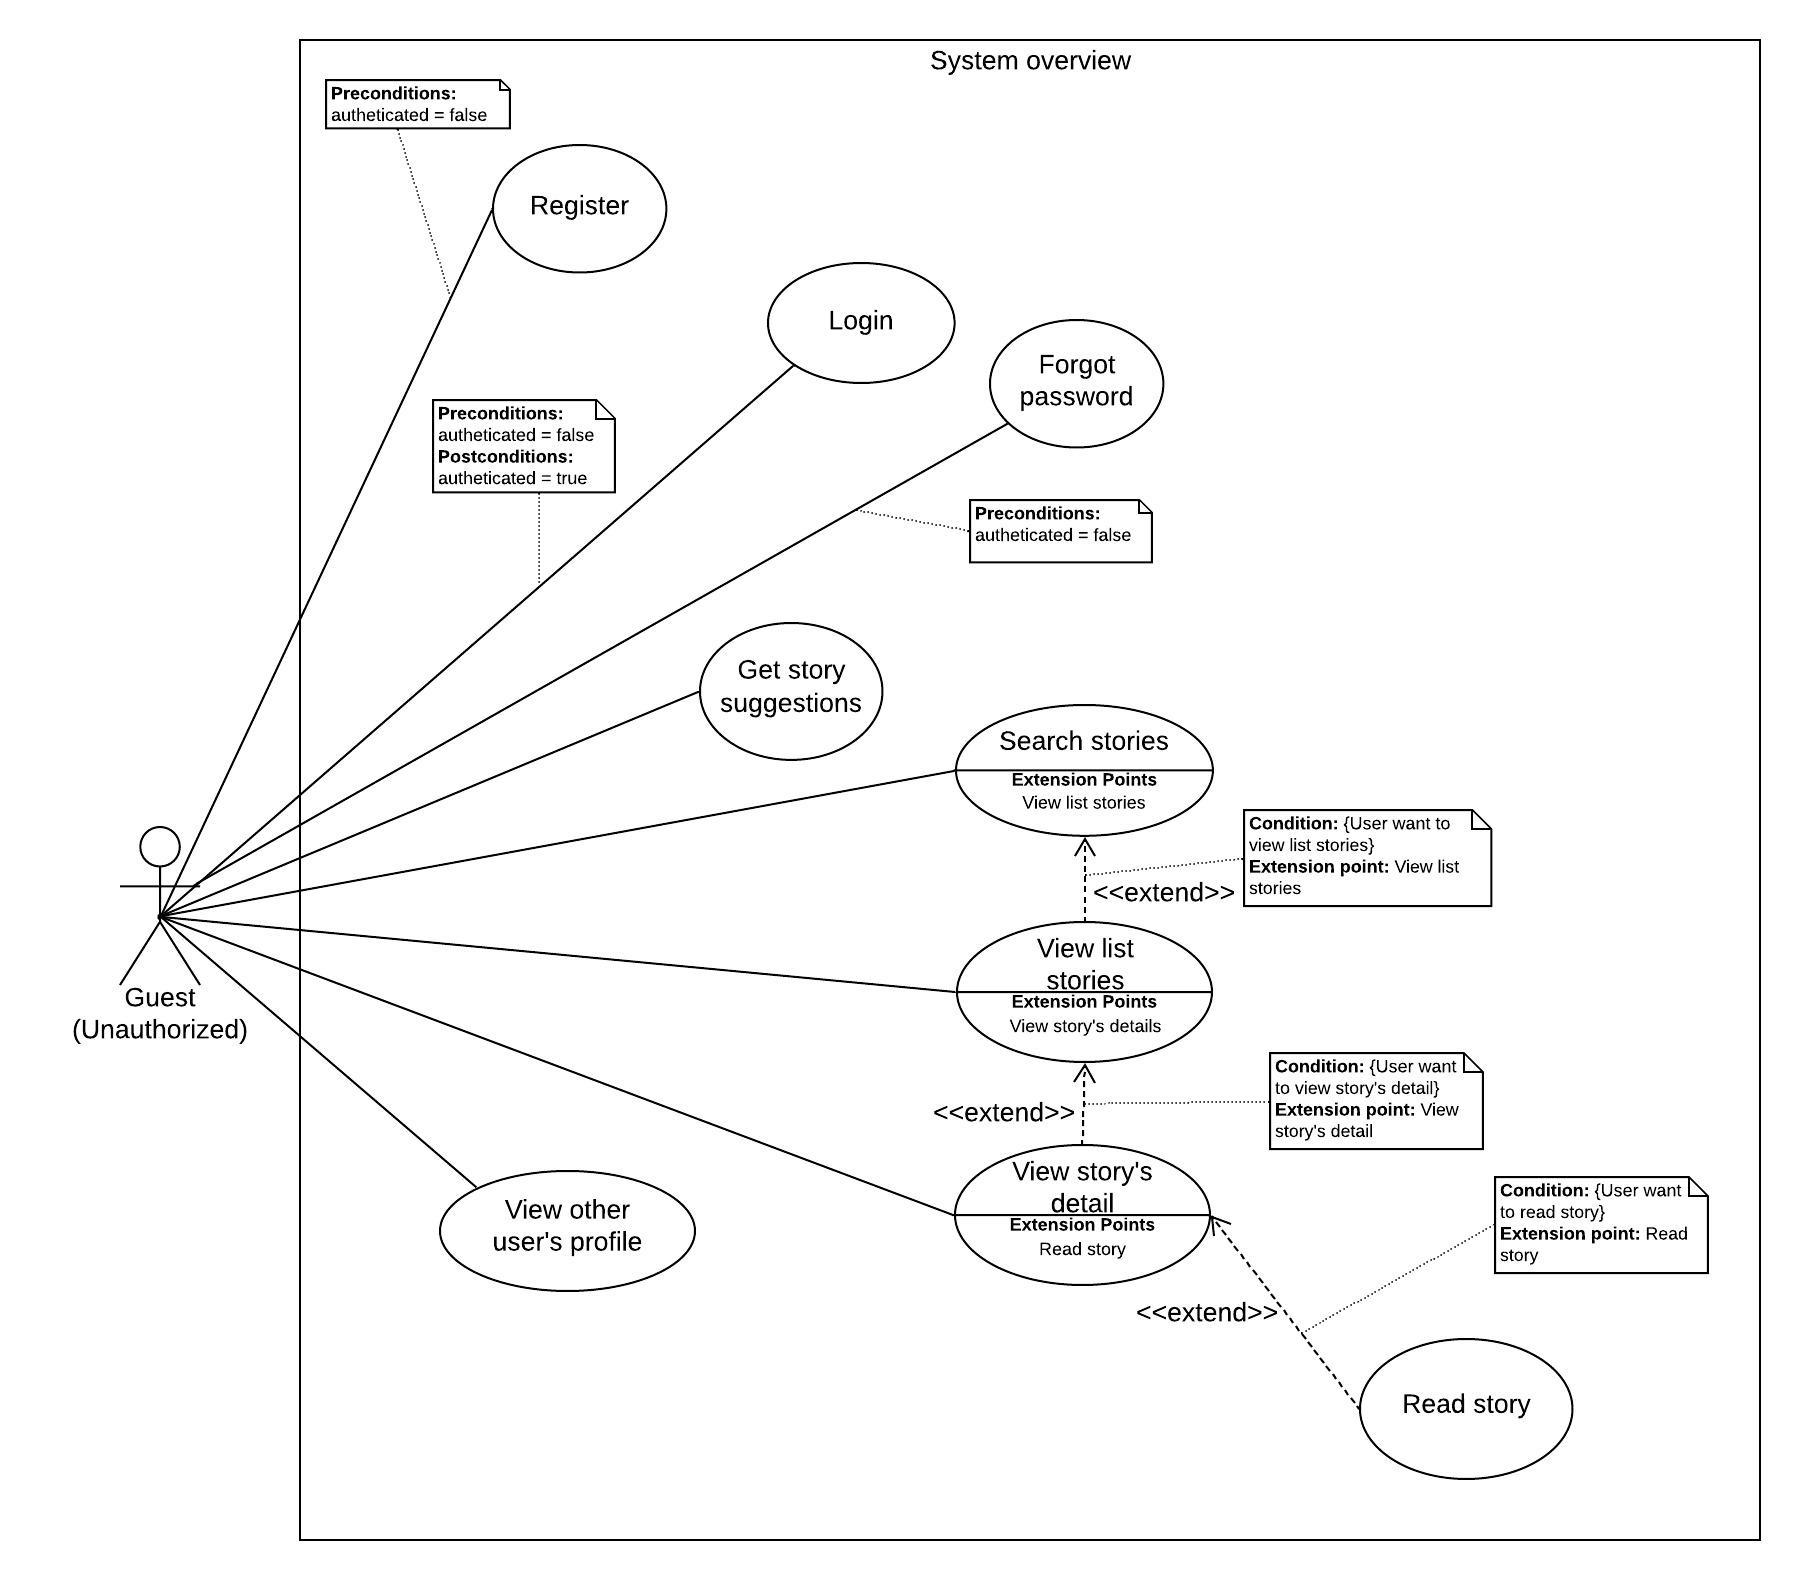 System overview
Preconditions:
autheticated = false
Register
Login
Forgot
password
Preconditions:
autheticated = false
Postconditions:
autheticated = true
Preconditions:
autheticated = false
Get story
suggestions
Search stories
Extension Points
View list stories
Condition: {User want to
view list stories}
Extension point: View list
stories
<<extend>>
View list
stories
Extension Points
View story's details
Guest
(Unauthorized)
Condition: {User want
to view story's detail}
Extension point: View
story's detail
<<extend>>
View story's
detail
Extension Points
Read story
View other
user's profile
Condition: {User want
to read story}
Extension point: Read
story
<<extend>>
Read story